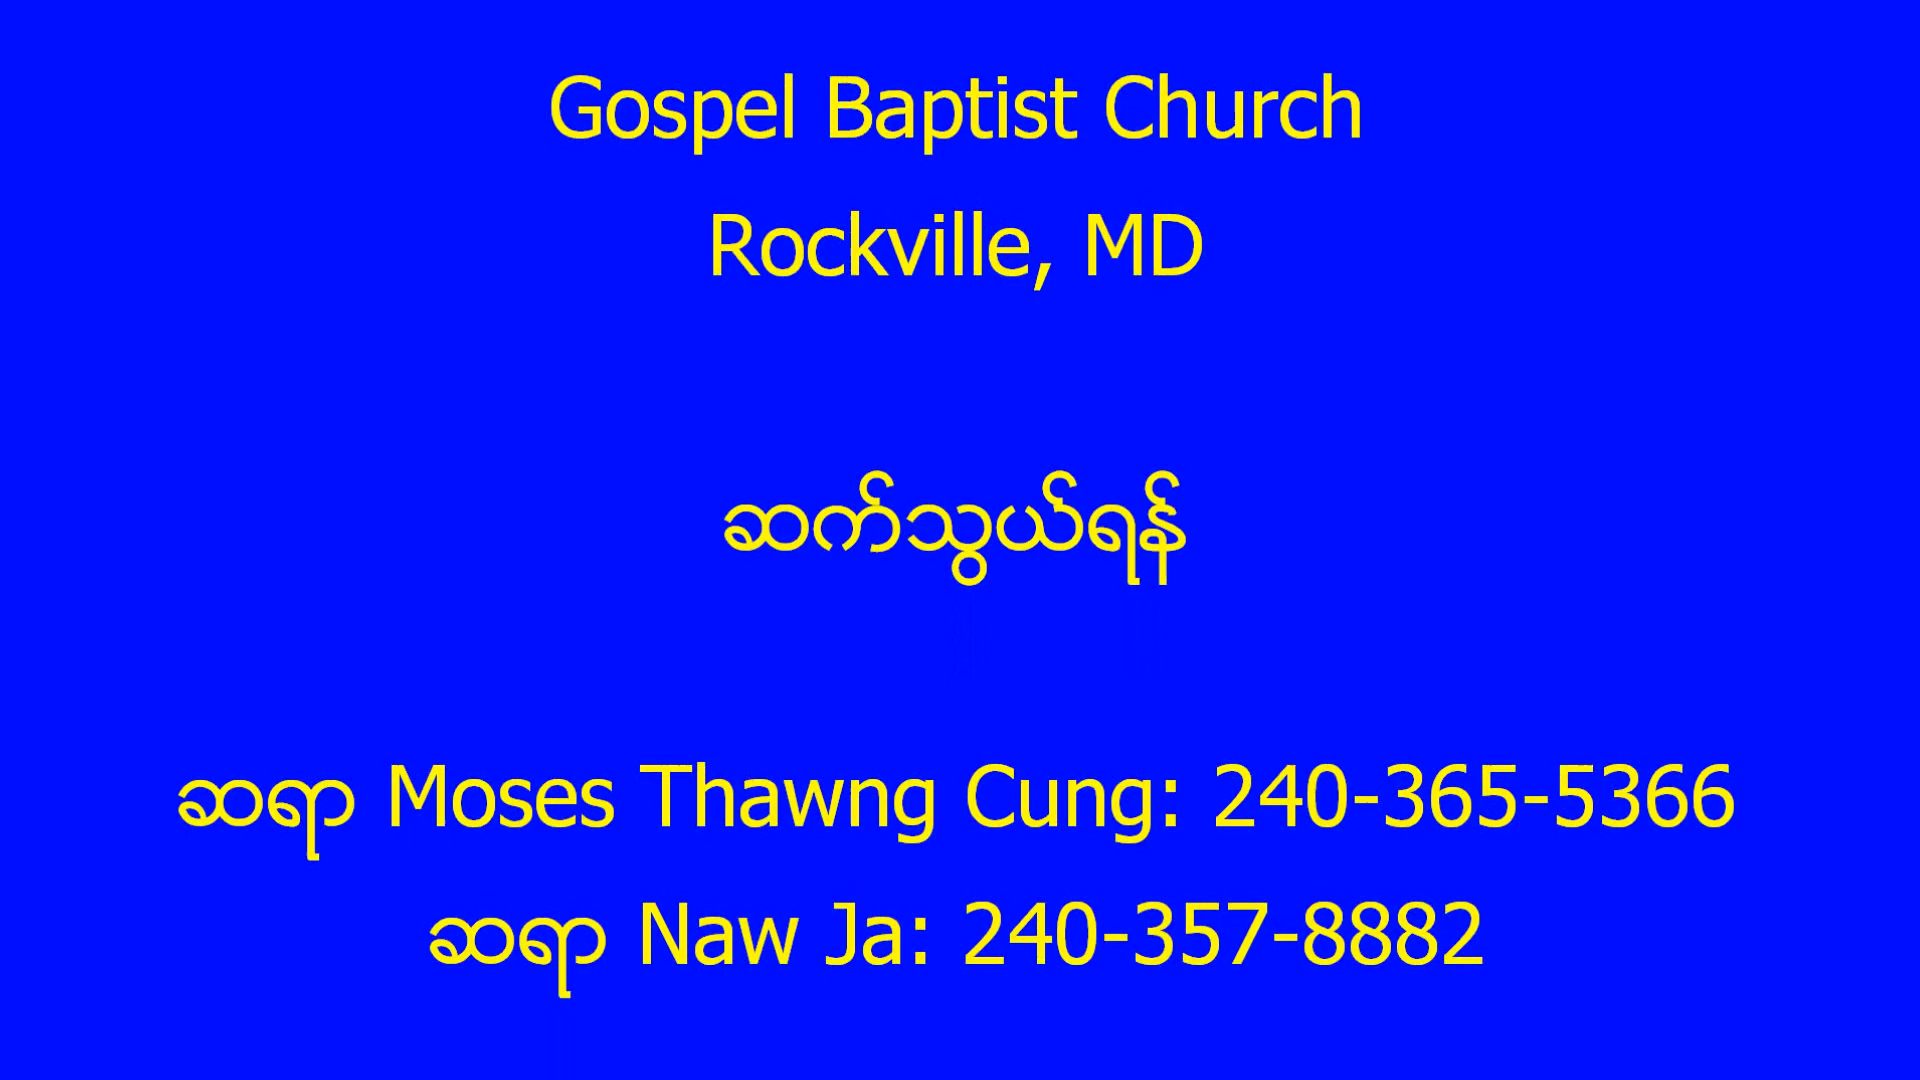 Gospel Baptist Church
Rockville, MD
ဆက်သွယ်ရန်
ဆရာ Moses Thawng Cung: 240-365-5366
ဆရာ Naw Ja: 240-357-8882